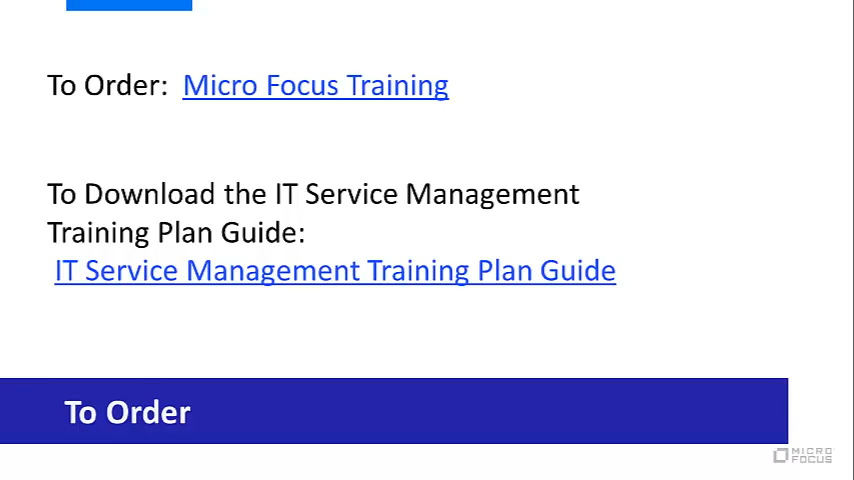 To Order: Micro Focus Training
To Download the IT Service Management
Training Plan Guide:
IT Service Management Training Plan Guide
To Order
MICRO
FOCUS